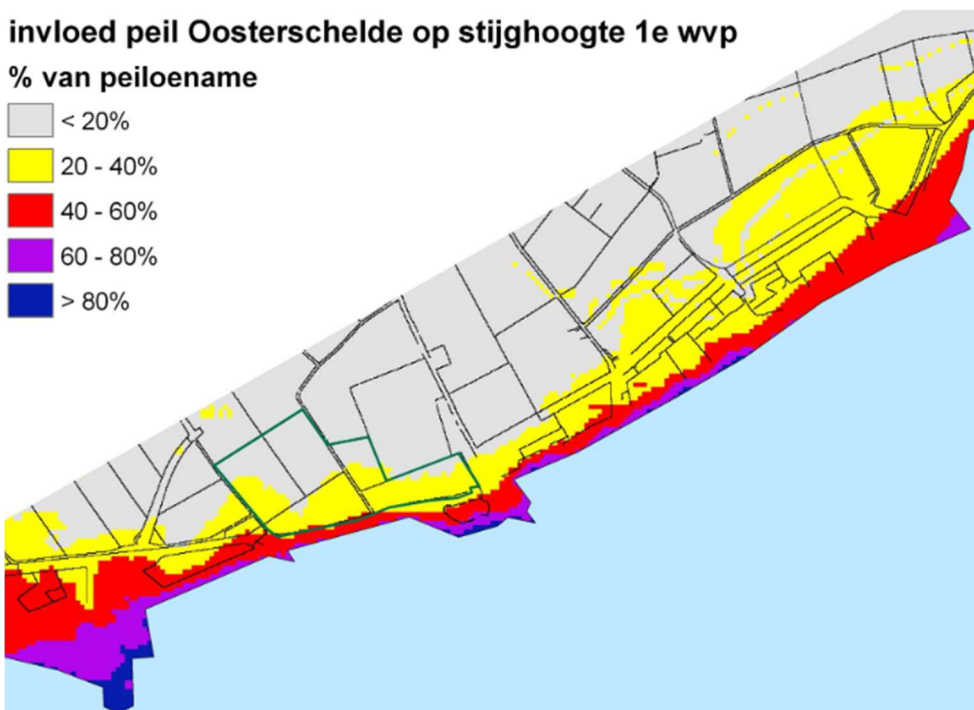 invloed peil Oosterschelde op stijghoogte 1e wvp
% van peiloename
< 20%
20 - 40%
40 - 60%
60 - 80%
> 80%